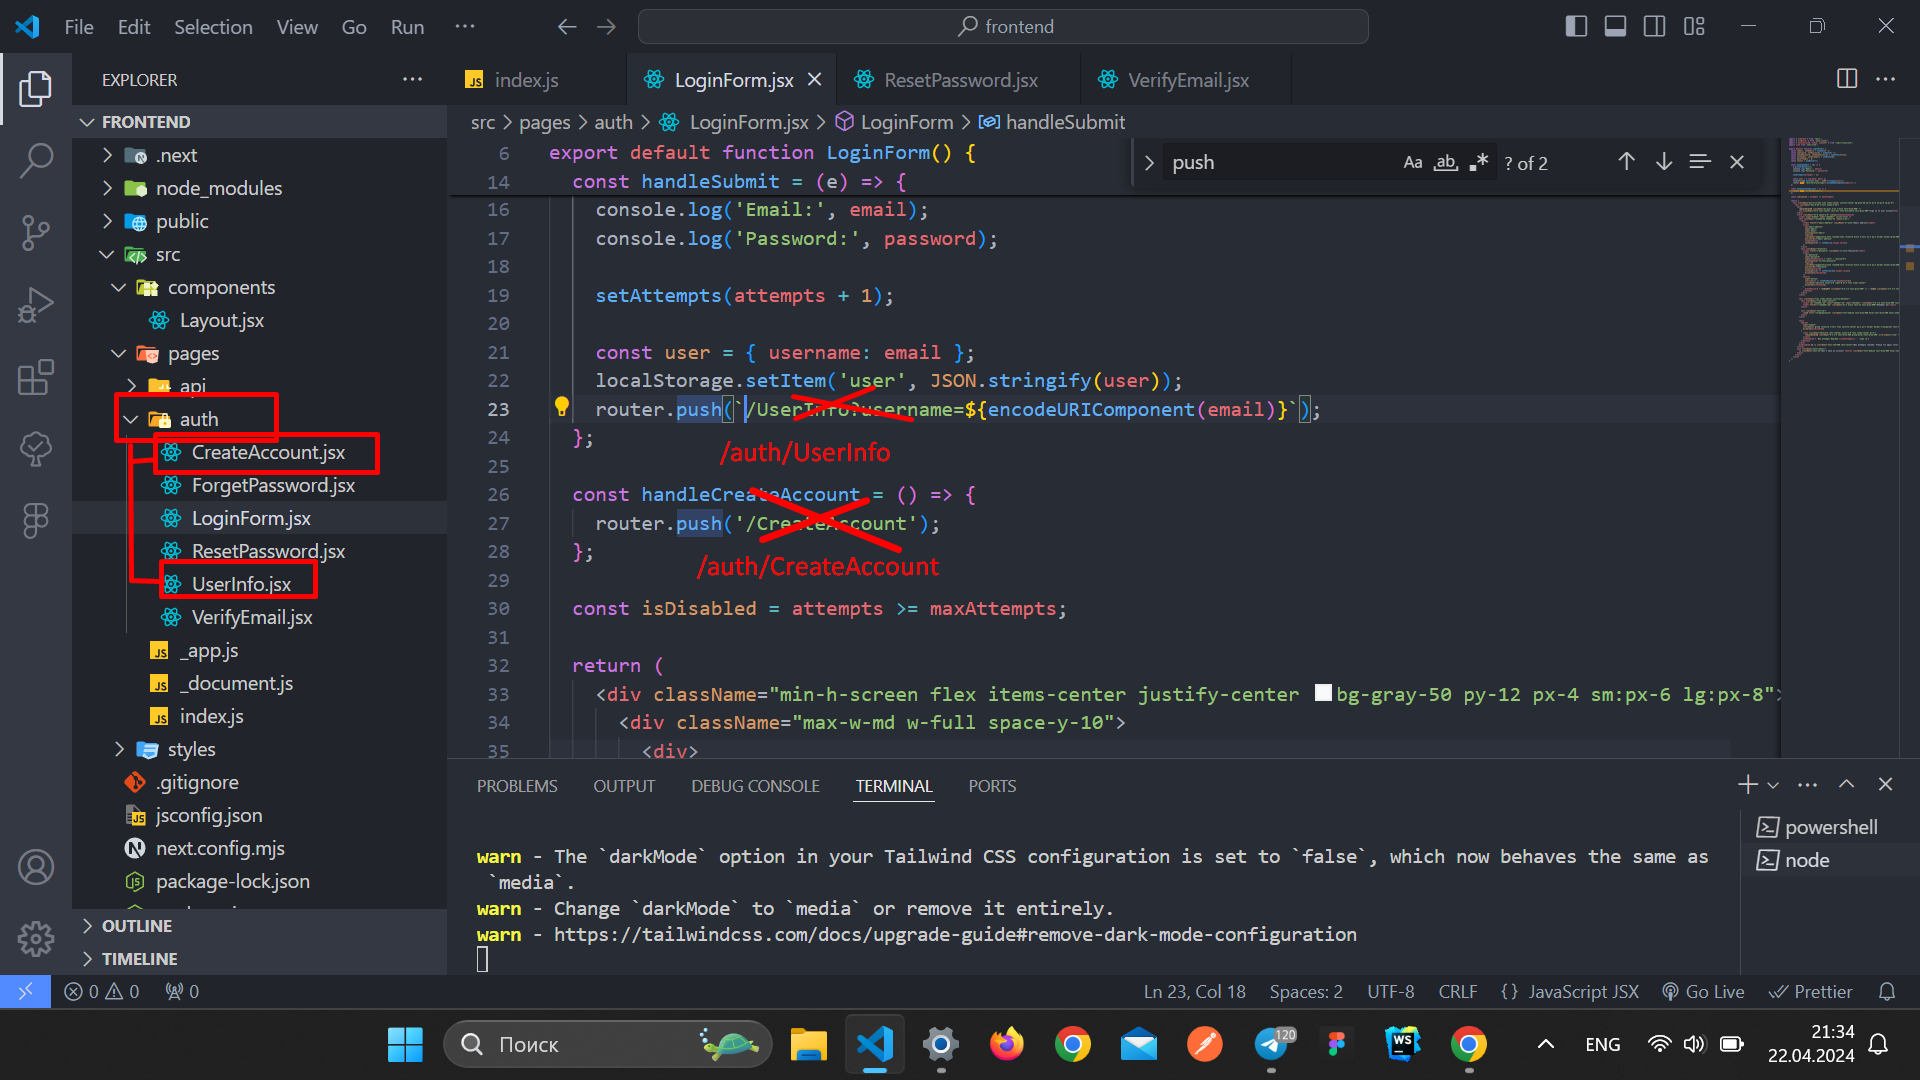 File Edit Selection View Go Run ···
frontend
EXPLORER ···
FRONTEND
.next
node_modules
public
src
components
Layout.jsx
pages
api
auth
CreateAccount.jsx
ForgetPassword.jsx
LoginForm.jsx
ResetPassword.jsx
UserInfo.jsx
VerifyEmail.jsx
JS _app.js
JS _document.js
JS index.js
styles
.gitignore
JS jsconfig.json
N next.config.mjs
package-lock.json
OUTLINE
TIMELINE
JS index.js LoginForm.jsx ResetPassword.jsx VerifyEmail.jsx
src > pages > auth > LoginForm.jsx > LoginForm > handleSubmit
push Aa ab ? of 2
6 export default function LoginForm() {
14 const handleSubmit = (e) => {
16 console.log('Email:', email);
17 console.log('Password:', password);
18
19 setAttempts(attempts + 1);
20
21 const user = { username: email };
22 localStorage.setItem('user', JSON.stringify(user));
23 router.push(`/UserInfo?username=${encodeURIComponent(email)}`);
24 };
/auth/UserInfo
25
26 const handleCreateAccount = () => {
27 router.push('/CreateAccount');
28 };
/auth/CreateAccount
29
30 const isDisabled = attempts >= maxAttempts;
31
32 return (
33 <div className="min-h-screen flex items-center justify-center bg-gray-50 py-12 px-4 sm:px-6 lg:px-8">
34 <div className="max-w-md w-full space-y-10">
35 <div>
PROBLEMS OUTPUT DEBUG CONSOLE TERMINAL PORTS
warn - The `darkMode` option in your Tailwind CSS configuration is set to `false`, which now behaves the same as
`media`.
warn - Change `darkMode` to `media` or remove it entirely.
warn - https://tailwindcss.com/docs/upgrade-guide#remove-dark-mode-configuration
powershell
node
0 0 0 Ln 23, Col 18 Spaces: 2 UTF-8 CRLF {} JavaScript JSX Go Live Prettier
Поиск 120 WS ENG 21:34
22.04.2024